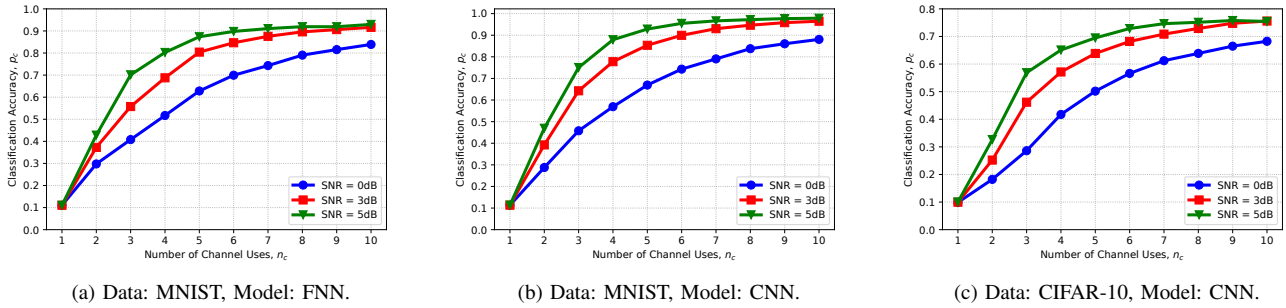 Classification Accuracy, p_c
1.0
0.9
0.8
0.7
0.6
0.5
0.4
0.3
0.2
0.1
0.0
1 2 3 4 5 6 7 8 9 10
Number of Channel Uses, n_c
SNR = 0dB
SNR = 3dB
SNR = 5dB
(a) Data: MNIST, Model: FNN.
Classification Accuracy, p_c
1.0
0.9
0.8
0.7
0.6
0.5
0.4
0.3
0.2
0.1
0.0
1 2 3 4 5 6 7 8 9 10
Number of Channel Uses, n_c
SNR = 0dB
SNR = 3dB
SNR = 5dB
(b) Data: MNIST, Model: CNN.
Classification Accuracy, p_c
0.8
0.7
0.6
0.5
0.4
0.3
0.2
0.1
0.0
1 2 3 4 5 6 7 8 9 10
Number of Channel Uses, n_c
SNR = 0dB
SNR = 3dB
SNR = 5dB
(c) Data: CIFAR-10, Model: CNN.